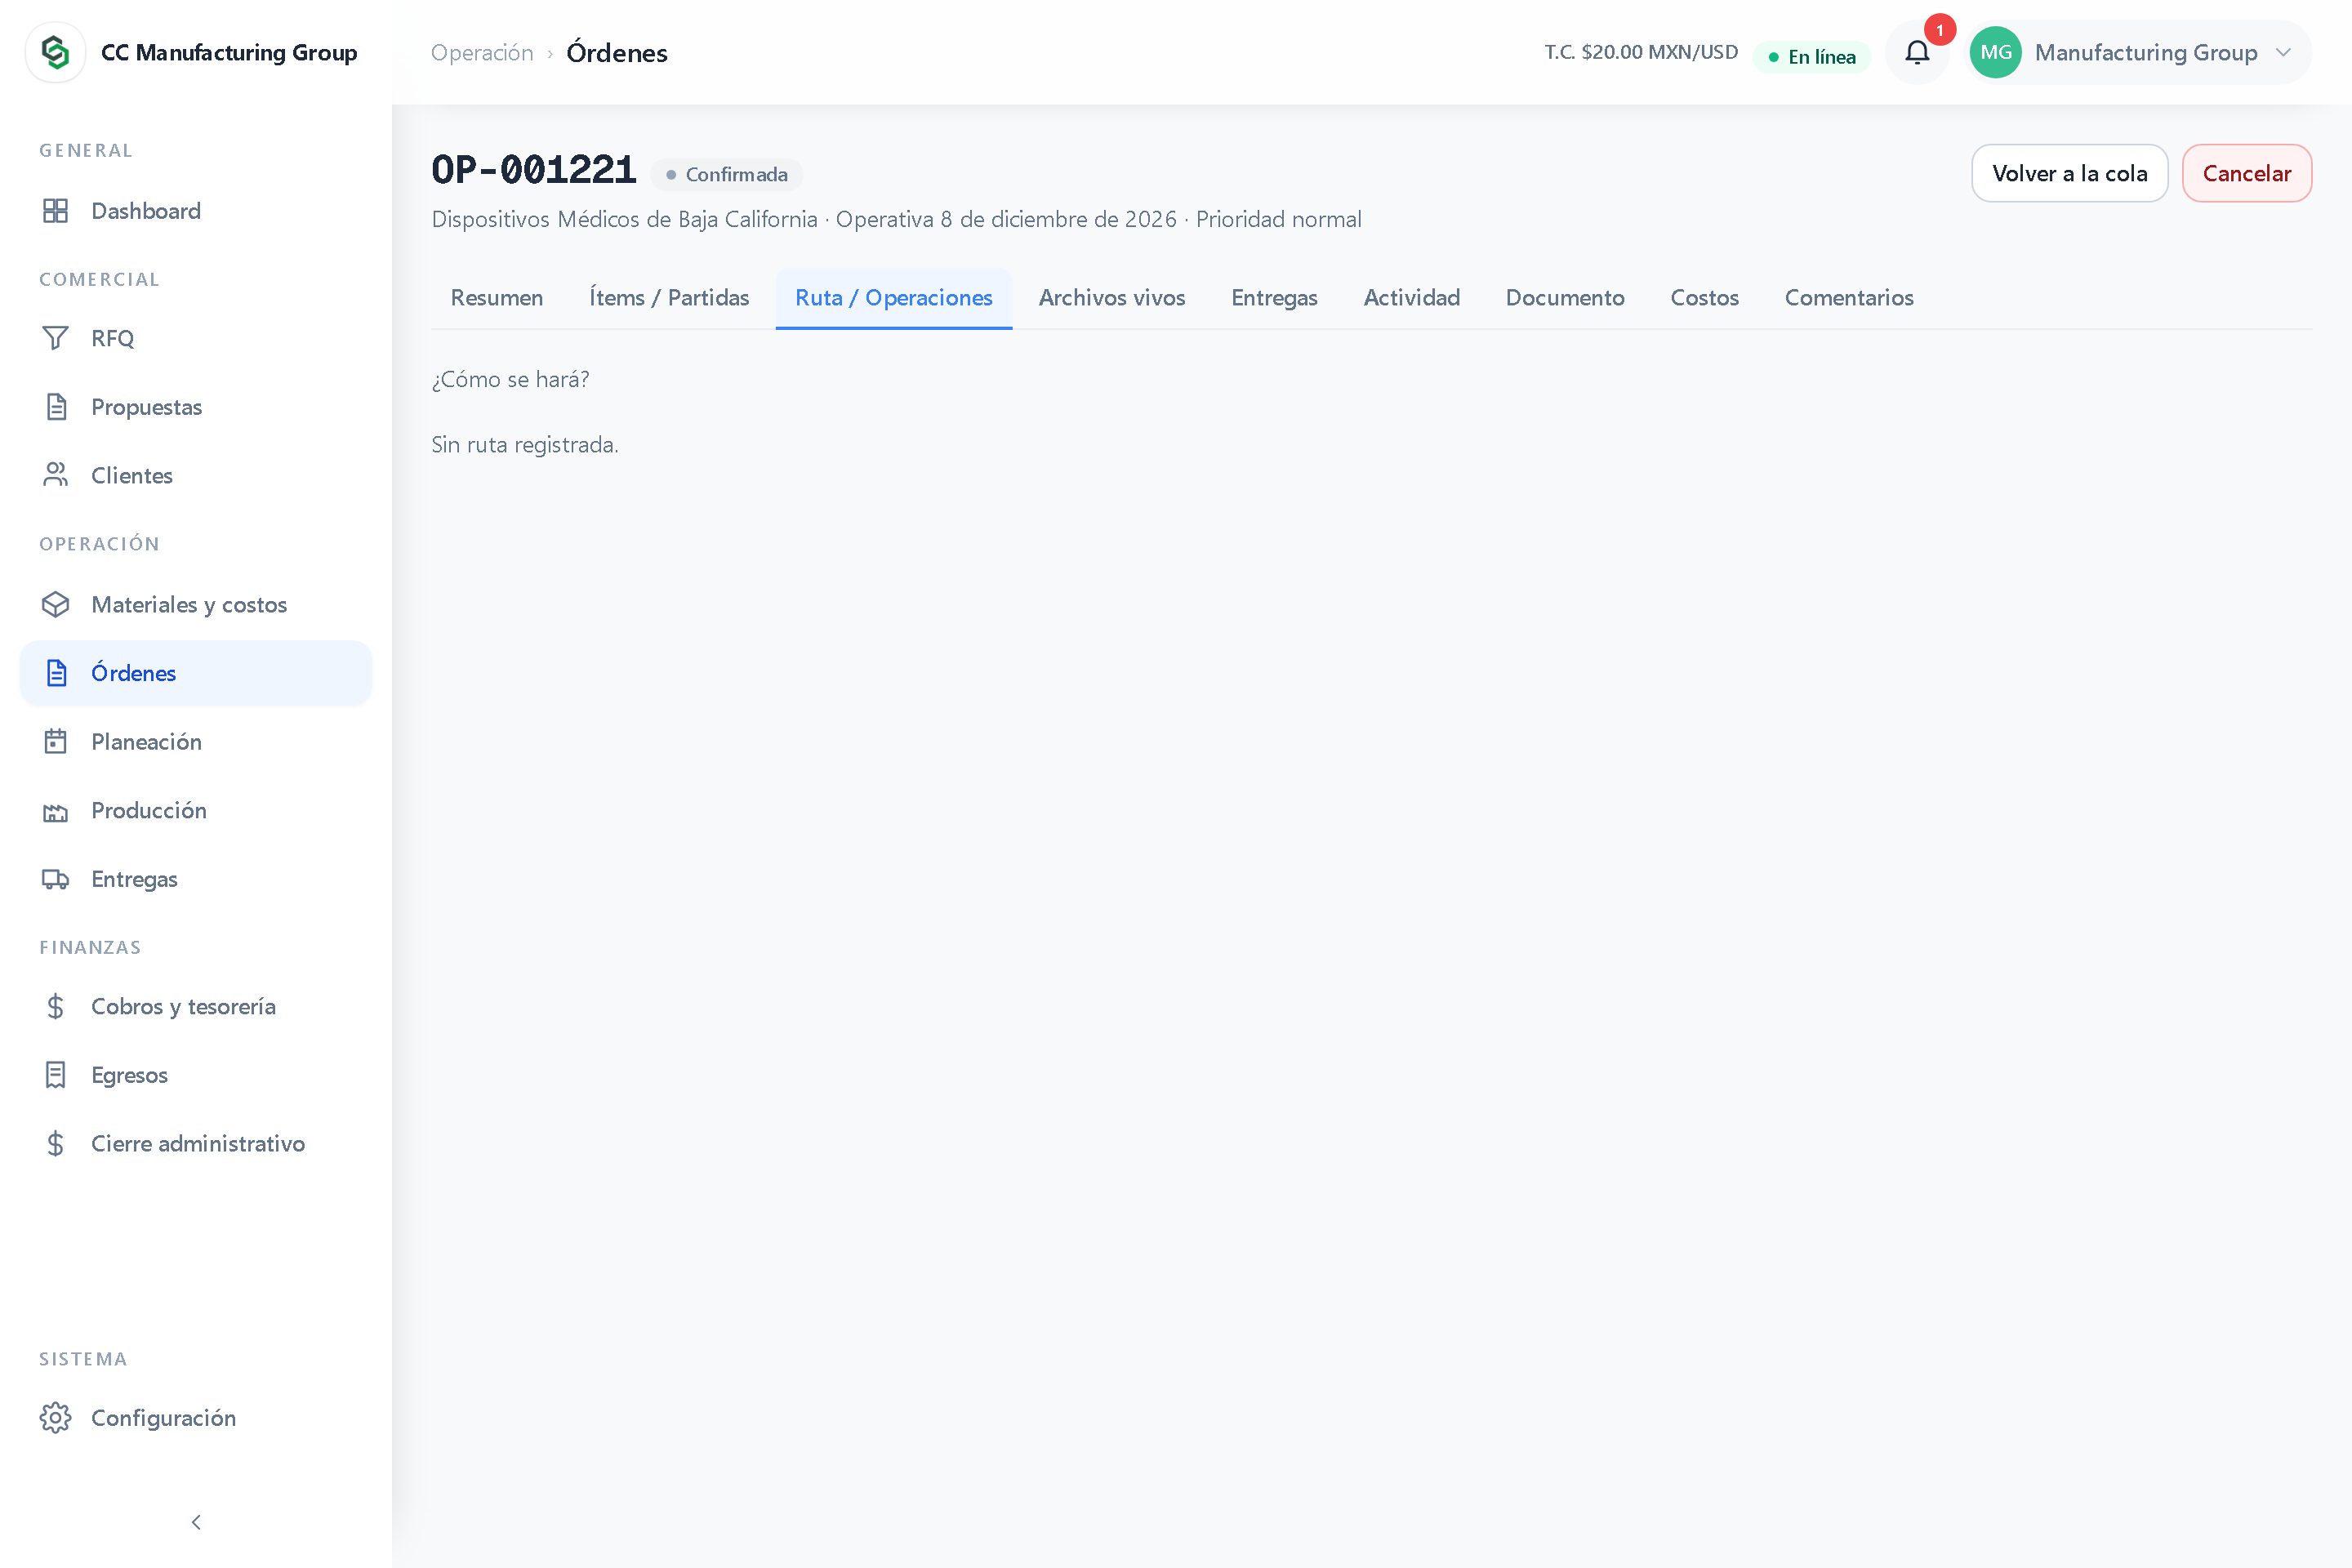 CC Manufacturing Group
Operación › Órdenes
T.C. $20.00 MXN/USD
En línea
1
MG
Manufacturing Group
GENERAL
Dashboard
COMERCIAL
RFQ
Propuestas
Clientes
OPERACIÓN
Materiales y costos
Órdenes
Planeación
Producción
Entregas
FINANZAS
Cobros y tesorería
Egresos
Cierre administrativo
SISTEMA
Configuración
OP-001221
Confirmada
Volver a la cola
Cancelar
Dispositivos Médicos de Baja California · Operativa 8 de diciembre de 2026 · Prioridad normal
Resumen
Ítems / Partidas
Ruta / Operaciones
Archivos vivos
Entregas
Actividad
Documento
Costos
Comentarios
¿Cómo se hará?
Sin ruta registrada.